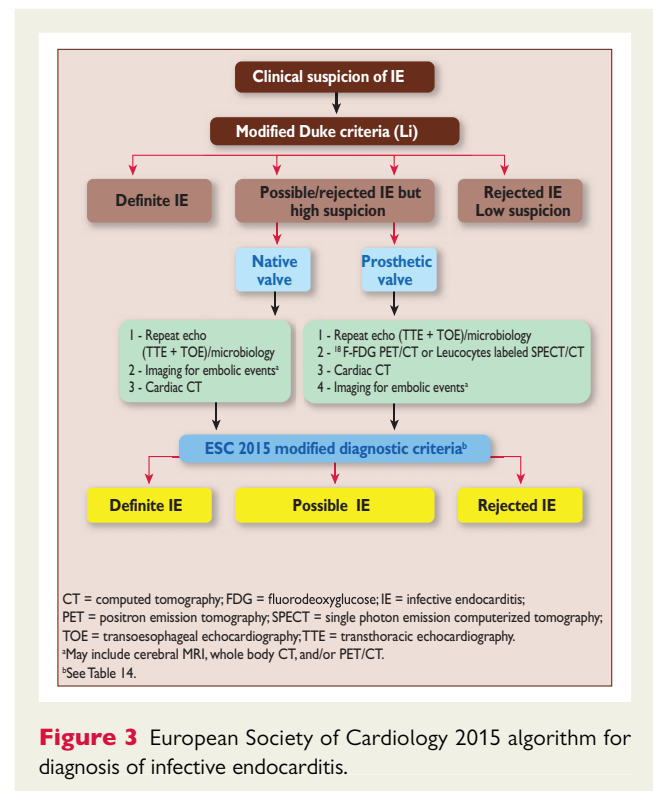 Clinical suspicion of IE
Modified Duke criteria (Li)
Definite IE
Possible/rejected IE but
high suspicion
Rejected IE
Low suspicion
Native
valve
Prosthetic
valve
1 - Repeat echo
(TTE + TOE)/microbiology
2 - Imaging for embolic eventsᵃ
3 - Cardiac CT
1 - Repeat echo (TTE + TOE)/microbiology
2 - ¹⁸F-FDG PET/CT or Leucocytes labeled SPECT/CT
3 - Cardiac CT
4 - Imaging for embolic eventsᵃ
ESC 2015 modified diagnostic criteriaᵇ
Definite IE
Possible IE
Rejected IE
CT = computed tomography; FDG = fluorodeoxyglucose; IE = infective endocarditis;
PET = positron emission tomography; SPECT = single photon emission computerized tomography;
TOE = transoesophageal echocardiography; TTE = transthoracic echocardiography.
ᵃMay include cerebral MRI, whole body CT, and/or PET/CT.
ᵇSee Table 14.
Figure 3 European Society of Cardiology 2015 algorithm for
diagnosis of infective endocarditis.